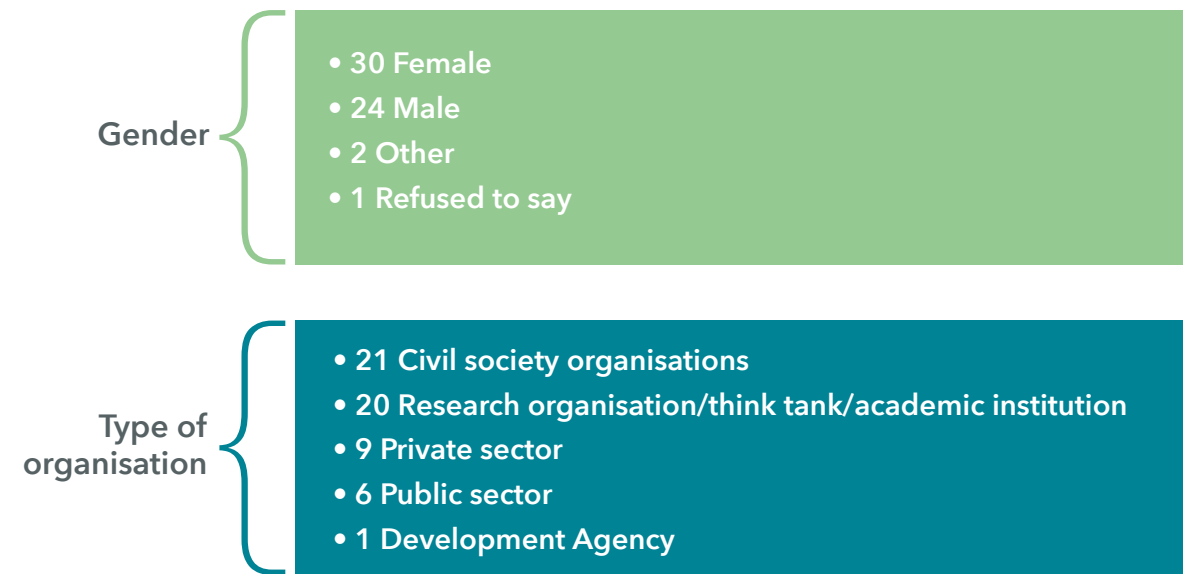 Gender
• 30 Female
• 24 Male
• 2 Other
• 1 Refused to say
Type of
organisation
• 21 Civil society organisations
• 20 Research organisation/think tank/academic institution
• 9 Private sector
• 6 Public sector
• 1 Development Agency